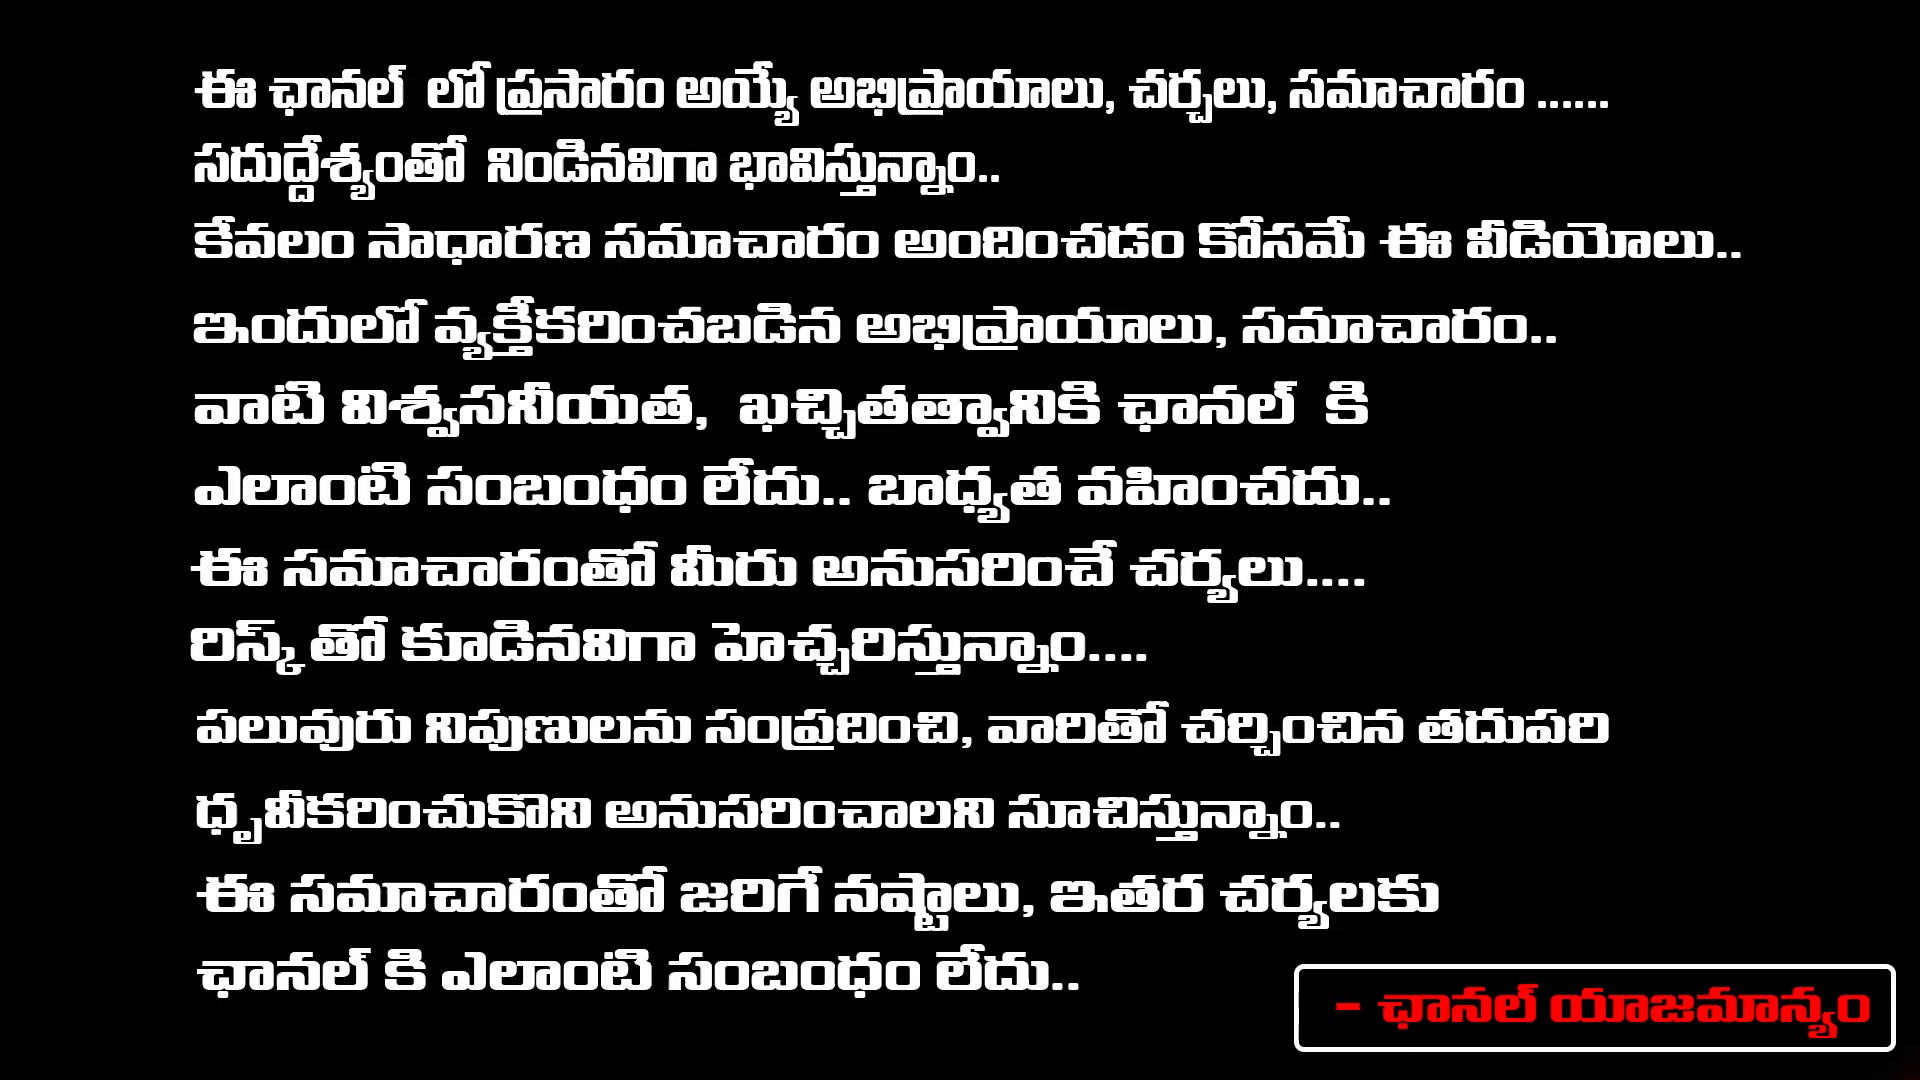 ఈ ఛానల్ లో ప్రసారం అయ్యే అభిప్రాయాలు, చర్చలు, సమాచారం ......
సదుద్దేశ్యంతో నిండినవిగా భావిస్తున్నాం..
కేవలం సాధారణ సమాచారం అందించడం కోసమే ఈ వీడియోలు..
ఇందులో వ్యక్తీకరించబడిన అభిప్రాయాలు, సమాచారం..
వాటి విశ్వసనీయత, ఖచ్చితత్వానికి ఛానల్ కి
ఎలాంటి సంబంధం లేదు.. బాధ్యత వహించదు..
ఈ సమాచారంతో మీరు అనుసరించే చర్యలు....
రిస్క్ తో కూడినవిగా హెచ్చరిస్తున్నాం....
పలువురు నిపుణులను సంప్రదించి, వారితో చర్చించిన తదుపరి
ధృవీకరించుకొని అనుసరించాలని సూచిస్తున్నాం..
ఈ సమాచారంతో జరిగే నష్టాలు, ఇతర చర్యలకు
ఛానల్ కి ఎలాంటి సంబంధం లేదు..
- ఛానల్ యాజమాన్యం